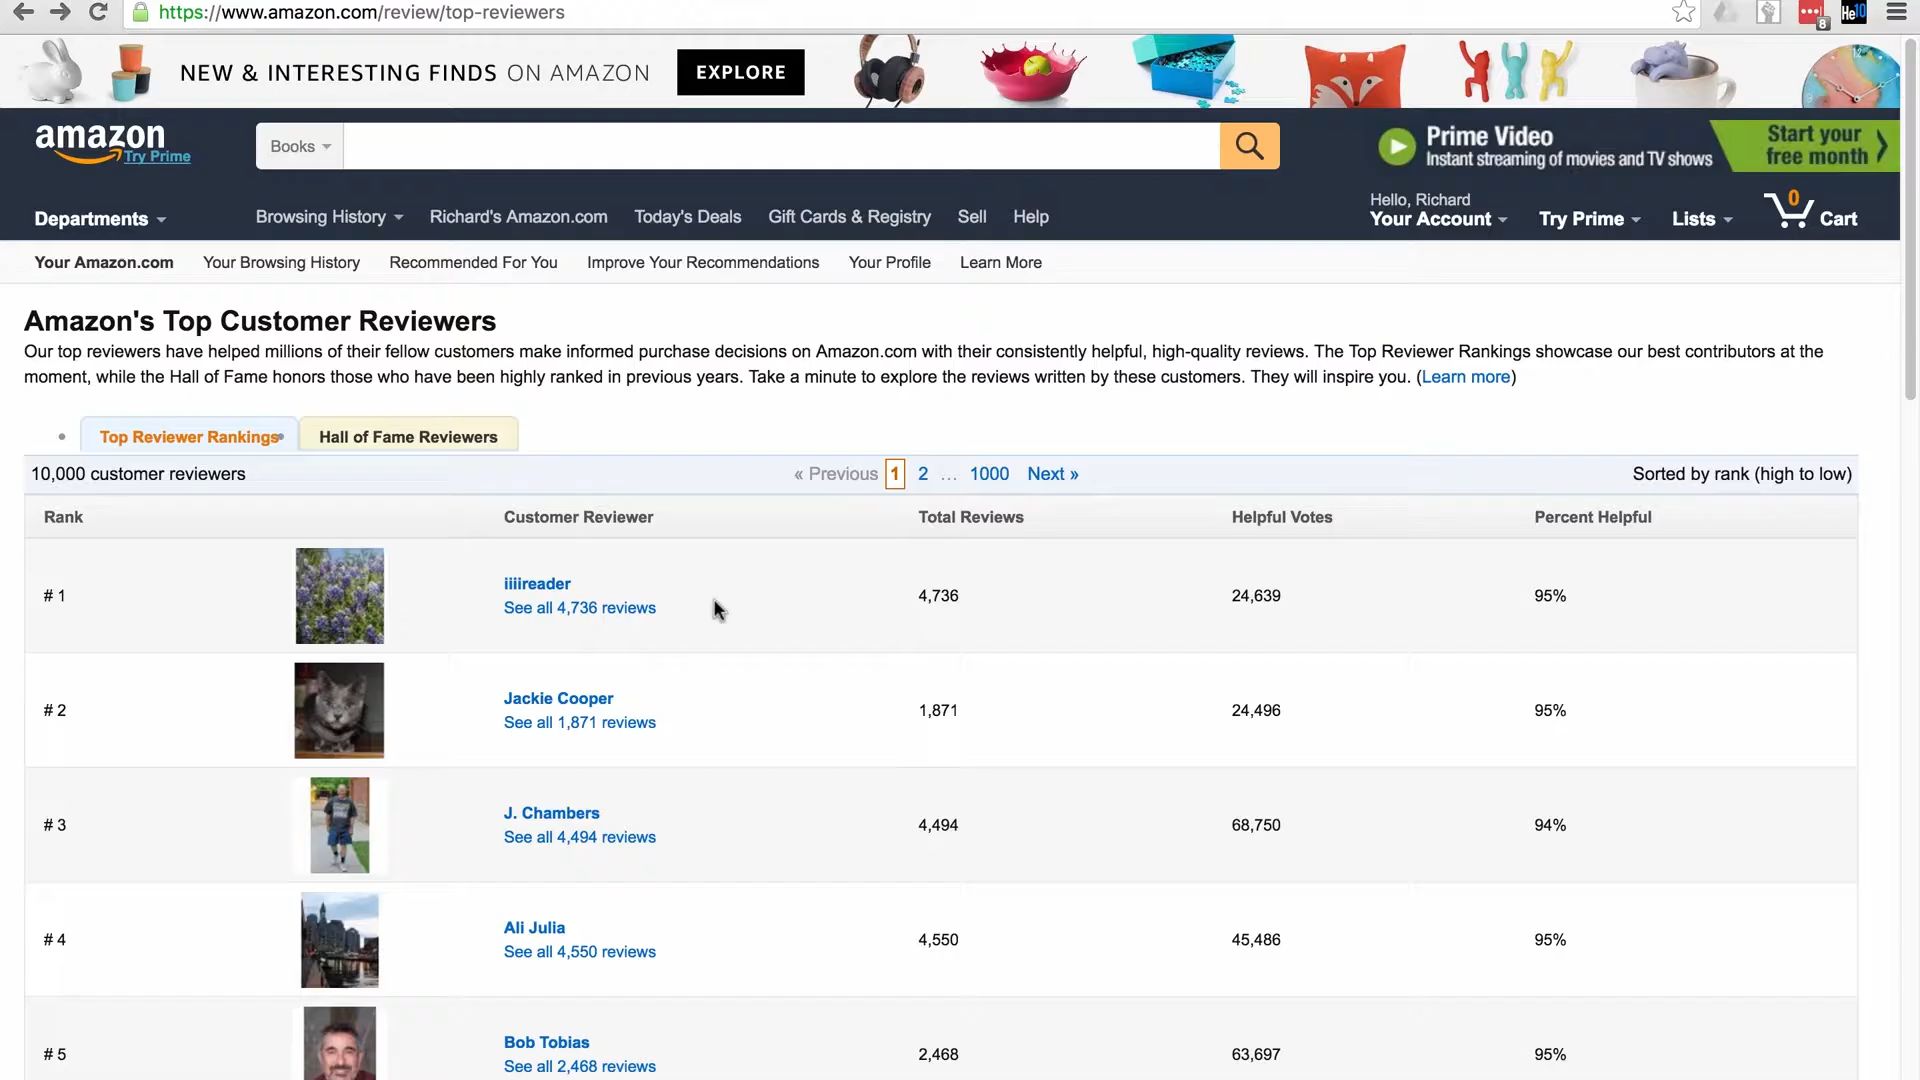 https://www.amazon.com/review/top-reviewers
8
He10
NEW & INTERESTING FINDS ON AMAZON
EXPLORE
amazon
Try Prime
Books
Prime Video
Instant streaming of movies and TV shows
Start your
free month
Departments
Browsing History
Richard's Amazon.com
Today's Deals
Gift Cards & Registry
Sell
Help
Hello, Richard
Your Account
Try Prime
Lists
0
Cart
Your Amazon.com
Your Browsing History
Recommended For You
Improve Your Recommendations
Your Profile
Learn More
Amazon's Top Customer Reviewers
Our top reviewers have helped millions of their fellow customers make informed purchase decisions on Amazon.com with their consistently helpful, high-quality reviews. The Top Reviewer Rankings showcase our best contributors at the
moment, while the Hall of Fame honors those who have been highly ranked in previous years. Take a minute to explore the reviews written by these customers. They will inspire you. (Learn more)
Top Reviewer Rankings
Hall of Fame Reviewers
10,000 customer reviewers
« Previous 1 2 ... 1000 Next »
Sorted by rank (high to low)
Rank Customer Reviewer Total Reviews Helpful Votes Percent Helpful
# 1 iiiireader 4,736 24,639 95%
See all 4,736 reviews
# 2 Jackie Cooper 1,871 24,496 95%
See all 1,871 reviews
# 3 J. Chambers 4,494 68,750 94%
See all 4,494 reviews
# 4 Ali Julia 4,550 45,486 95%
See all 4,550 reviews
# 5 Bob Tobias 2,468 63,697 95%
See all 2,468 reviews